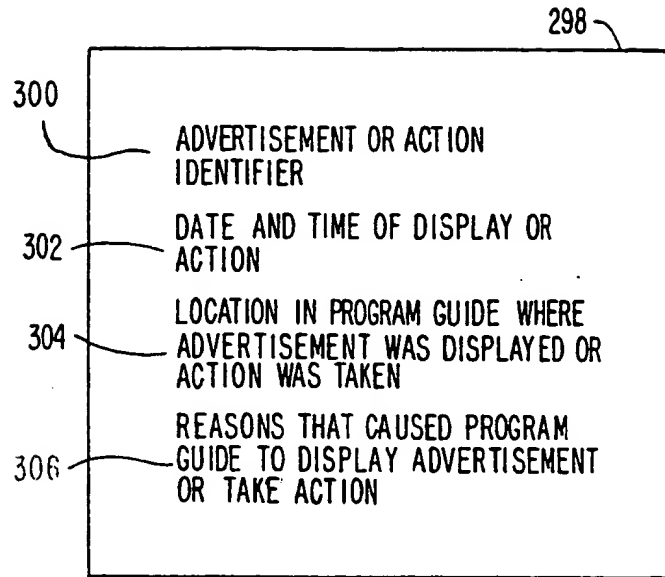 298
300
ADVERTISEMENT OR ACTION
IDENTIFIER
302
DATE AND TIME OF DISPLAY OR
ACTION
304
LOCATION IN PROGRAM GUIDE WHERE
ADVERTISEMENT WAS DISPLAYED OR
ACTION WAS TAKEN
306
REASONS THAT CAUSED PROGRAM
GUIDE TO DISPLAY ADVERTISEMENT
OR TAKE ACTION